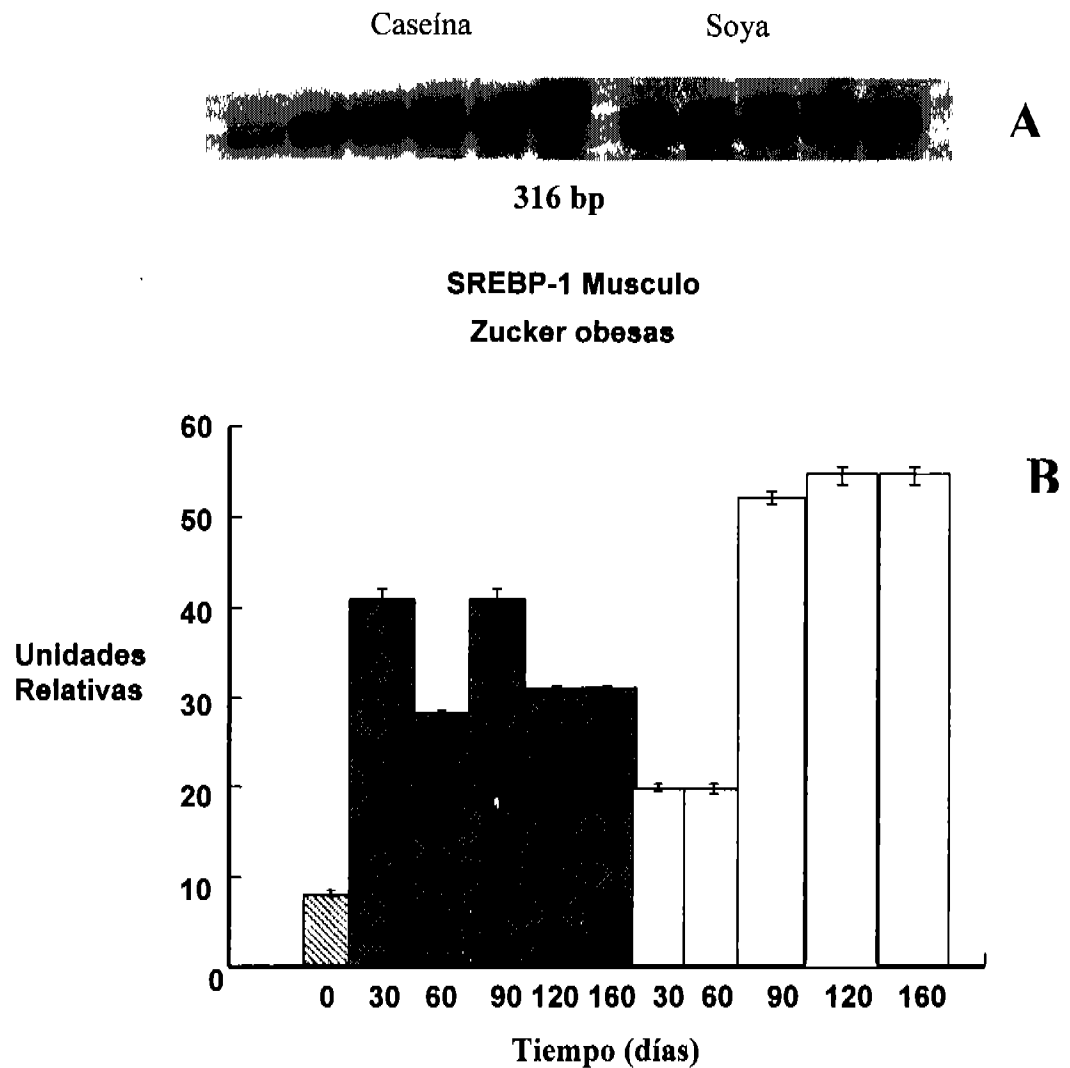 Caseína Soya
A
316 bp
SREBP-1 Musculo
Zucker obesas
B
60
50
40
30
20
10
0
Unidades
Relativas
0 30 60 90 120 160 30 60 90 120 160
Tiempo (días)